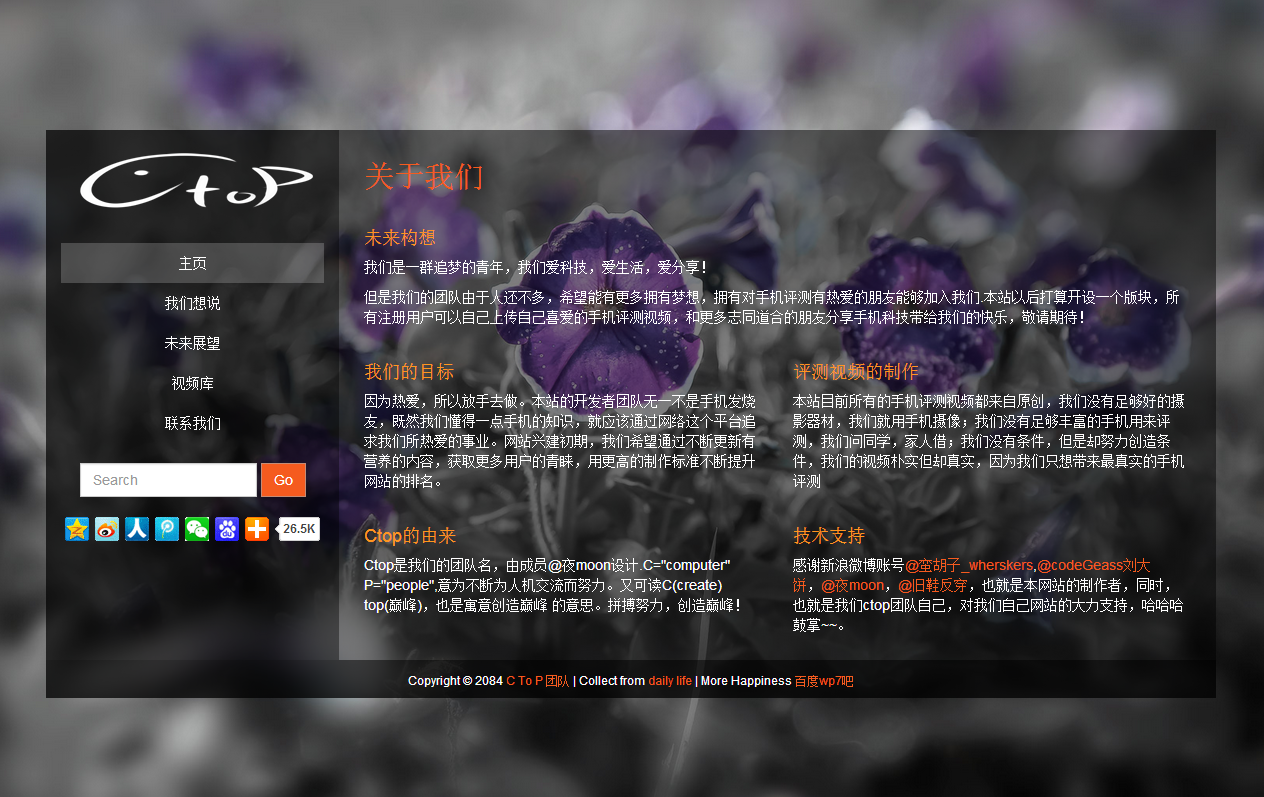 Ctop
主页
我们想说
未来展望
视频库
联系我们
Search
Go
26.5K
关于我们
未来构想
我们是一群追梦的青年，我们爱科技，爱生活，爱分享！
但是我们的团队由于人还不多，希望能有更多拥有梦想，拥有对手机评测有热爱的朋友能够加入我们.本站以后打算开设一个版块，所
有注册用户可以自己上传自己喜爱的手机评测视频，和更多志同道合的朋友分享手机科技带给我们的快乐，敬请期待！
我们的目标
因为热爱，所以放手去做。本站的开发者团队无一不是手机发烧
友，既然我们懂得一点手机的知识，就应该通过网络这个平台追
求我们所热爱的事业。网站兴建初期，我们希望通过不断更新有
营养的内容，获取更多用户的青睐，用更高的制作标准不断提升
网站的排名。
评测视频的制作
本站目前所有的手机评测视频都来自原创，我们没有足够好的摄
影器材，我们就用手机摄像，我们没有足够丰富的手机用来评
测，我们问同学，家人借；我们没有条件，但是却努力创造条
件，我们的视频朴实但却真实，因为我们只想带来最真实的手机
评测
Ctop的由来
Ctop是我们的团队名，由成员@夜moon设计.C="computer"
P="people",意为不断为人机交流而努力。又可读C(create)
top(巅峰)，也是寓意创造巅峰 的意思。拼搏努力，创造巅峰！
技术支持
感谢新浪微博账号@蛮胡子_wherskers,@codeGeass刘大
饼，@夜moon，@旧鞋反穿，也就是本网站的制作者，同时，
也就是我们ctop团队自己，对我们自己网站的大力支持，哈哈哈
鼓掌~~。
Copyright © 2084 C To P 团队 | Collect from daily life | More Happiness 百度wp7吧